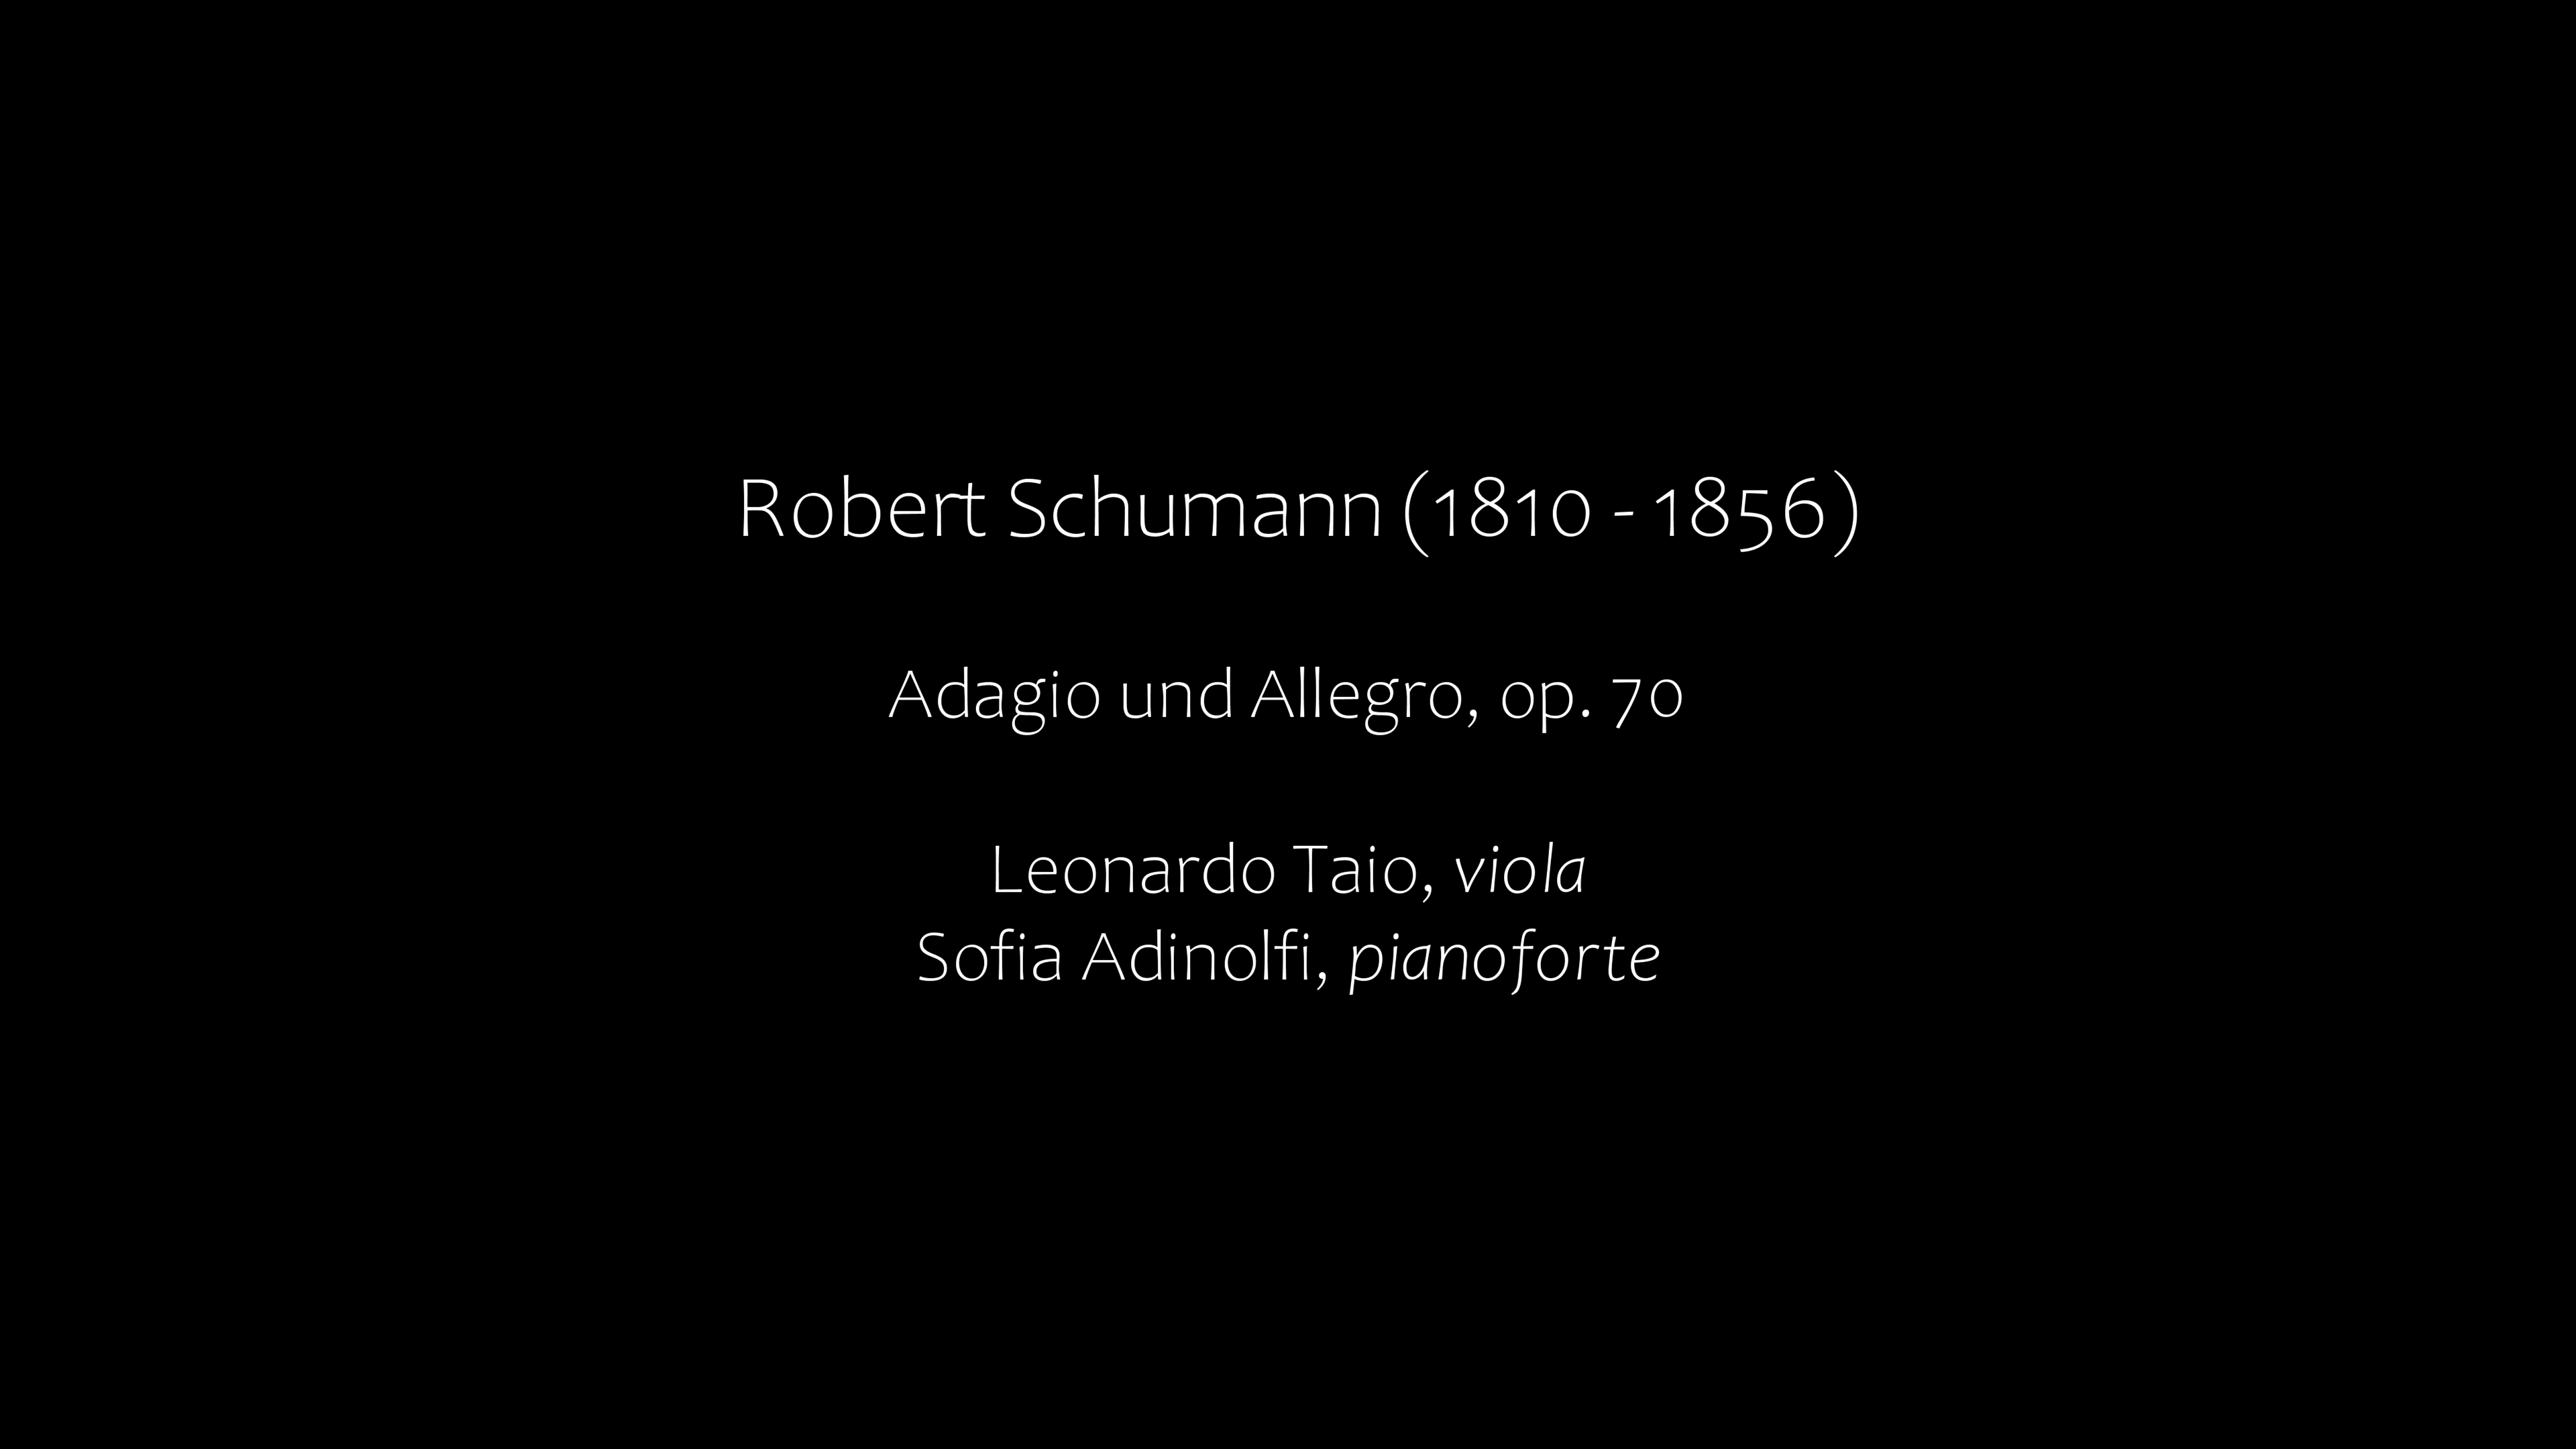 Robert Schumann (1810 - 1856)
Adagio und Allegro, op. 70
Leonardo Taio, viola
Sofia Adinolfi, pianoforte